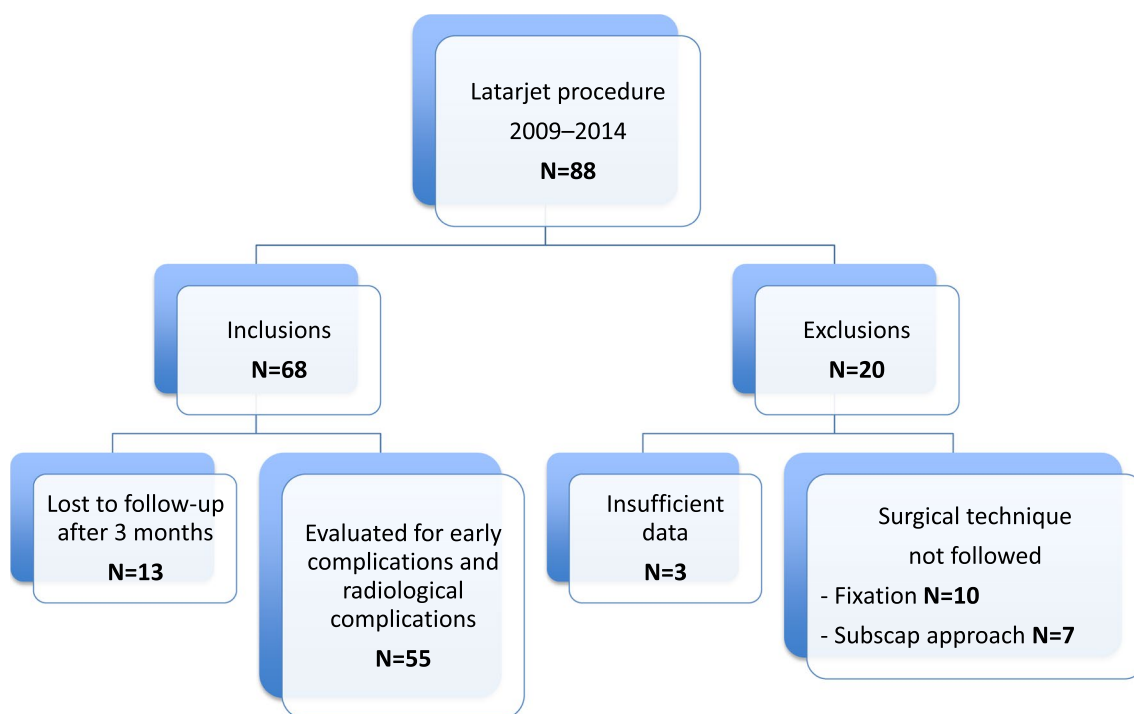 Latarjet procedure
2009–2014
N=88
Inclusions
N=68
Exclusions
N=20
Lost to follow-up
after 3 months
N=13
Evaluated for early
complications and
radiological
complications
N=55
Insufficient
data
N=3
Surgical technique
not followed
- Fixation N=10
- Subscap approach N=7